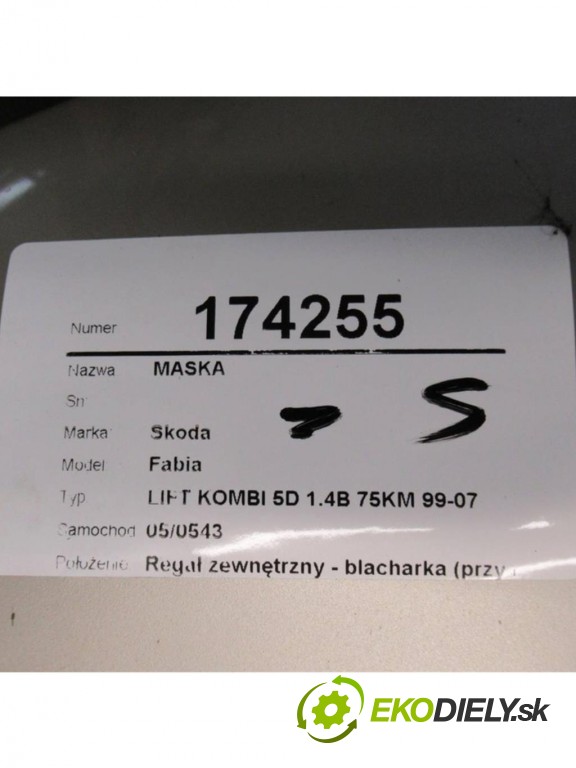 Numer 174255
Nazwa MASKA
Sn
Marka Skoda
Model Fabia
Typ LIFT KOMBI 5D 1.4B 75KM 99-07
Samochod 05/0543
Położenie Regał zewnętrzny - blacharka (przy
S
EKODIELY.sk